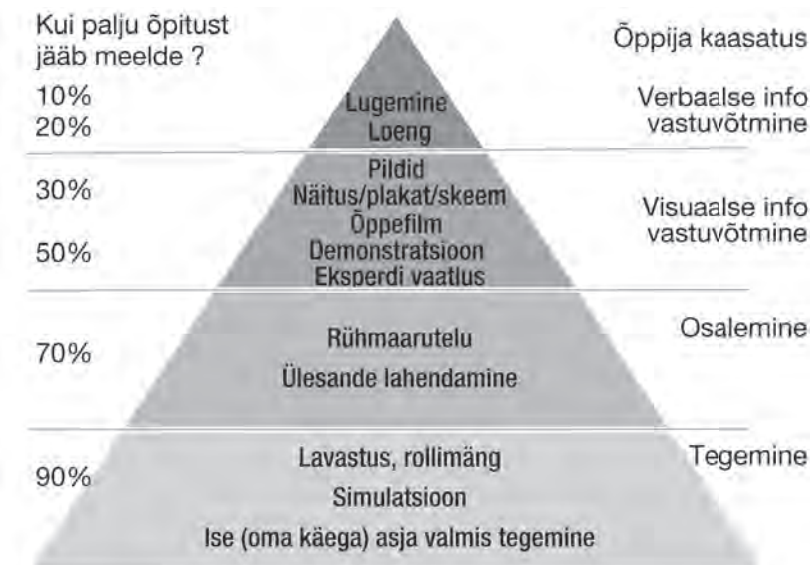 Kui palju õpitust
jääb meelde ?
Õppija kaasatus
10%
20%
Lugemine
Loeng
Verbaalse info
vastuvõtmine
30%
50%
Pildid
Näitus/plakat/skeem
Õppefilm
Demonstratsioon
Eksperdi vaatlus
Visuaalse info
vastuvõtmine
70%
Rühmaarutelu
Ülesande lahendamine
Osalemine
90%
Lavastus, rollimäng
Simulatsioon
Ise (oma käega) asja valmis tegemine
Tegemine